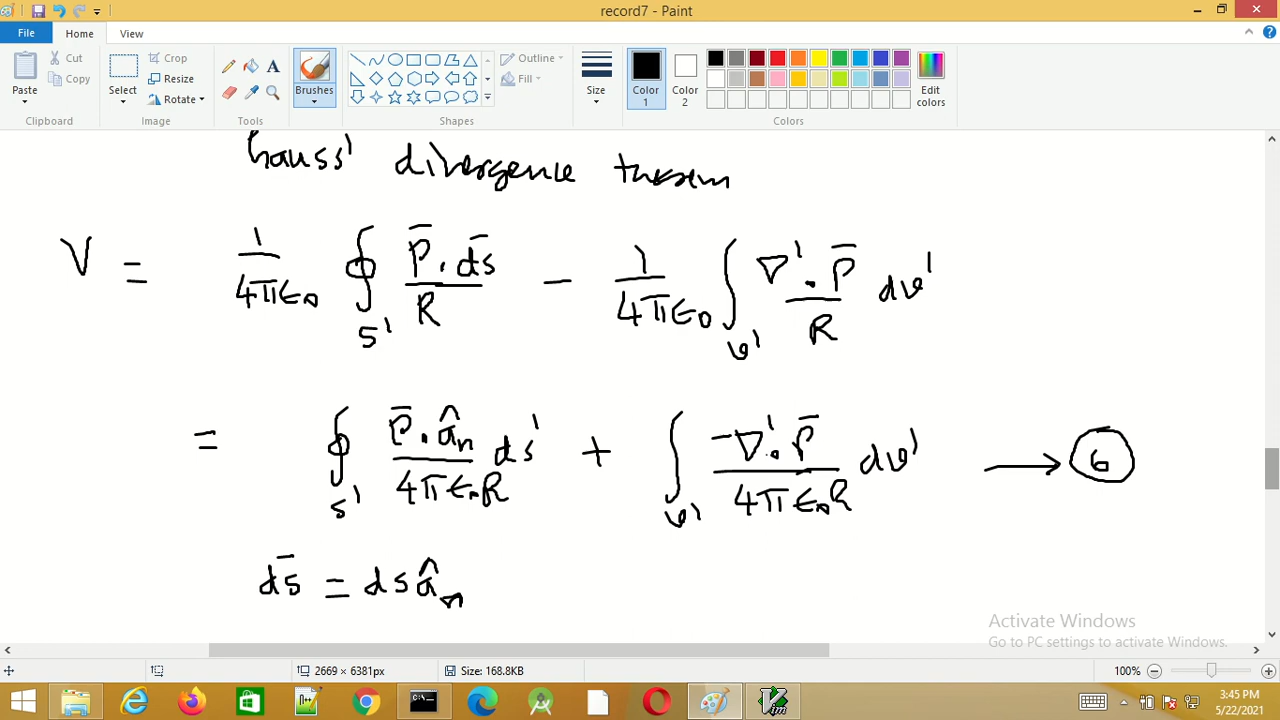 record7 - Paint
File Home View
Paste Cut Copy Clipboard
Select Crop Resize Rotate Image
Tools
Brushes
Outline Fill Shapes
Size
Color 1 Color 2 Edit colors Colors
Gauss' divergence theorem
V = 1/4πϵ₀ ∮_S' P̄ . ds̄ / R − 1/4πϵ₀ ∫_v' ∇' . P̄ / R dv'
= ∮_S' P̄ . â_n / 4πϵ₀R ds' + ∫_v' −∇' . P̄ / 4πϵ₀R dv' → 6
ds̄ = ds â_n
Activate Windows
Go to PC settings to activate Windows.
2669 × 6381px Size: 168.8KB 100%
3:45 PM
5/22/2021